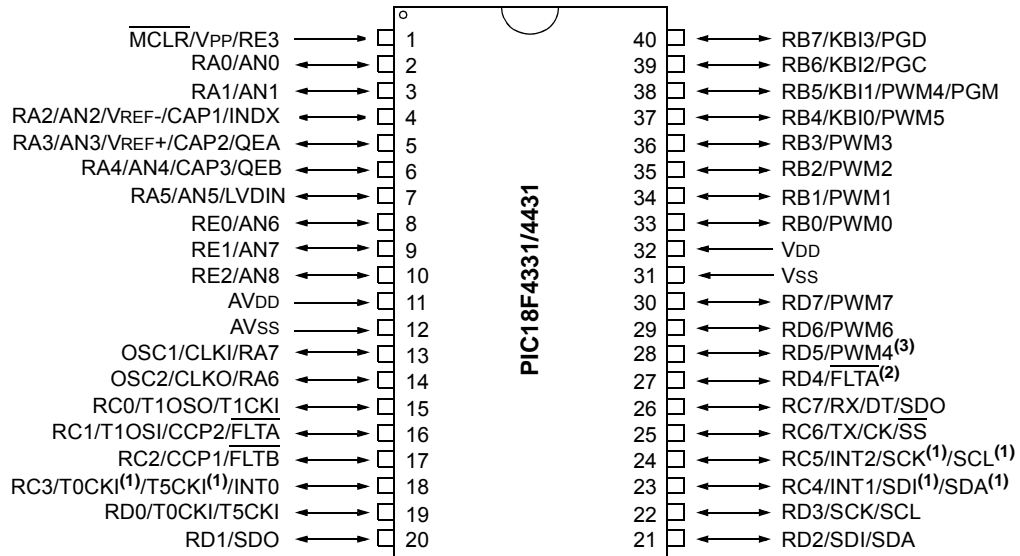 MCLR/VPP/RE3 1 40 RB7/KBI3/PGD
RA0/AN0 2 39 RB6/KBI2/PGC
RA1/AN1 3 38 RB5/KBI1/PWM4/PGM
RA2/AN2/VREF-/CAP1/INDX 4 37 RB4/KBI0/PWM5
RA3/AN3/VREF+/CAP2/QEA 5 36 RB3/PWM3
RA4/AN4/CAP3/QEB 6 35 RB2/PWM2
RA5/AN5/LVDIN 7 34 RB1/PWM1
RE0/AN6 8 33 RB0/PWM0
RE1/AN7 9 32 VDD
RE2/AN8 10 31 VSS
AVDD 11 30 RD7/PWM7
AVSS 12 29 RD6/PWM6
OSC1/CLKI/RA7 13 28 RD5/PWM4(3)
OSC2/CLKO/RA6 14 27 RD4/FLTA(2)
RC0/T1OSO/T1CKI 15 26 RC7/RX/DT/SDO
RC1/T1OSI/CCP2/FLTA 16 25 RC6/TX/CK/SS
RC2/CCP1/FLTB 17 24 RC5/INT2/SCK(1)/SCL(1)
RC3/T0CKI(1)/T5CKI(1)/INT0 18 23 RC4/INT1/SDI(1)/SDA(1)
RD0/T0CKI/T5CKI 19 22 RD3/SCK/SCL
RD1/SDO 20 21 RD2/SDI/SDA
PIC18F4331/4431